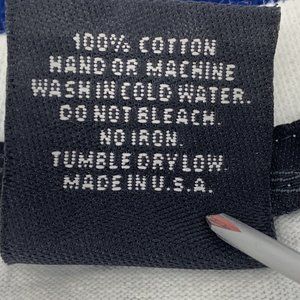 100% COTTON
HAND OR MACHINE
WASH IN COLD WATER.
DO NOT BLEACH.
NO IRON.
TUMBLE DRY LOW.
MADE IN U.S.A.